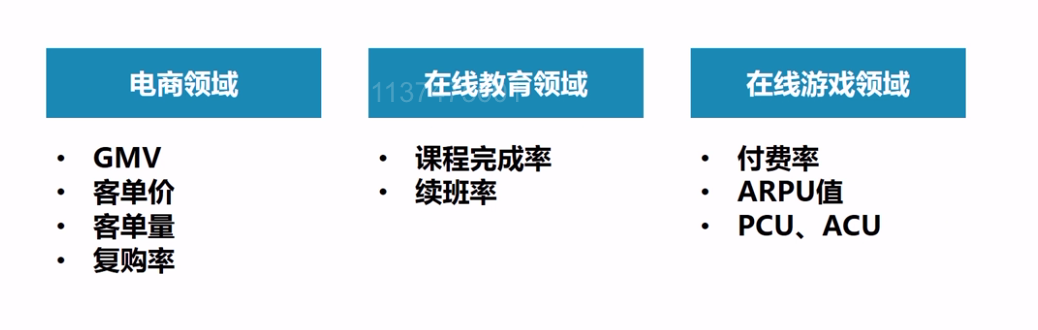 电商领域
GMV
客单价
客单量
复购率
在线教育领域
课程完成率
续班率
在线游戏领域
付费率
ARPU值
PCU、ACU